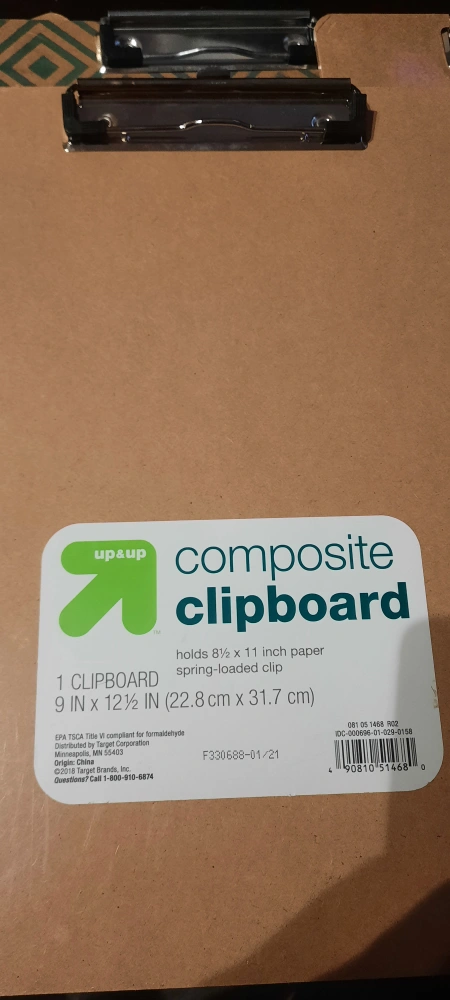 up&up
composite
clipboard
holds 8½ x 11 inch paper
spring-loaded clip
1 CLIPBOARD
9 IN x 12½ IN (22.8 cm x 31.7 cm)
EPA TSCA Title VI compliant for formaldehyde
Distributed by Target Corporation
Minneapolis, MN 55403
Origin: China
©2018 Target Brands, Inc.
Questions? Call 1-800-910-6874
F330688-01/21
081 05 1468 R02
IDC-000696-01-029-0158
4 90810 51468 0
TM